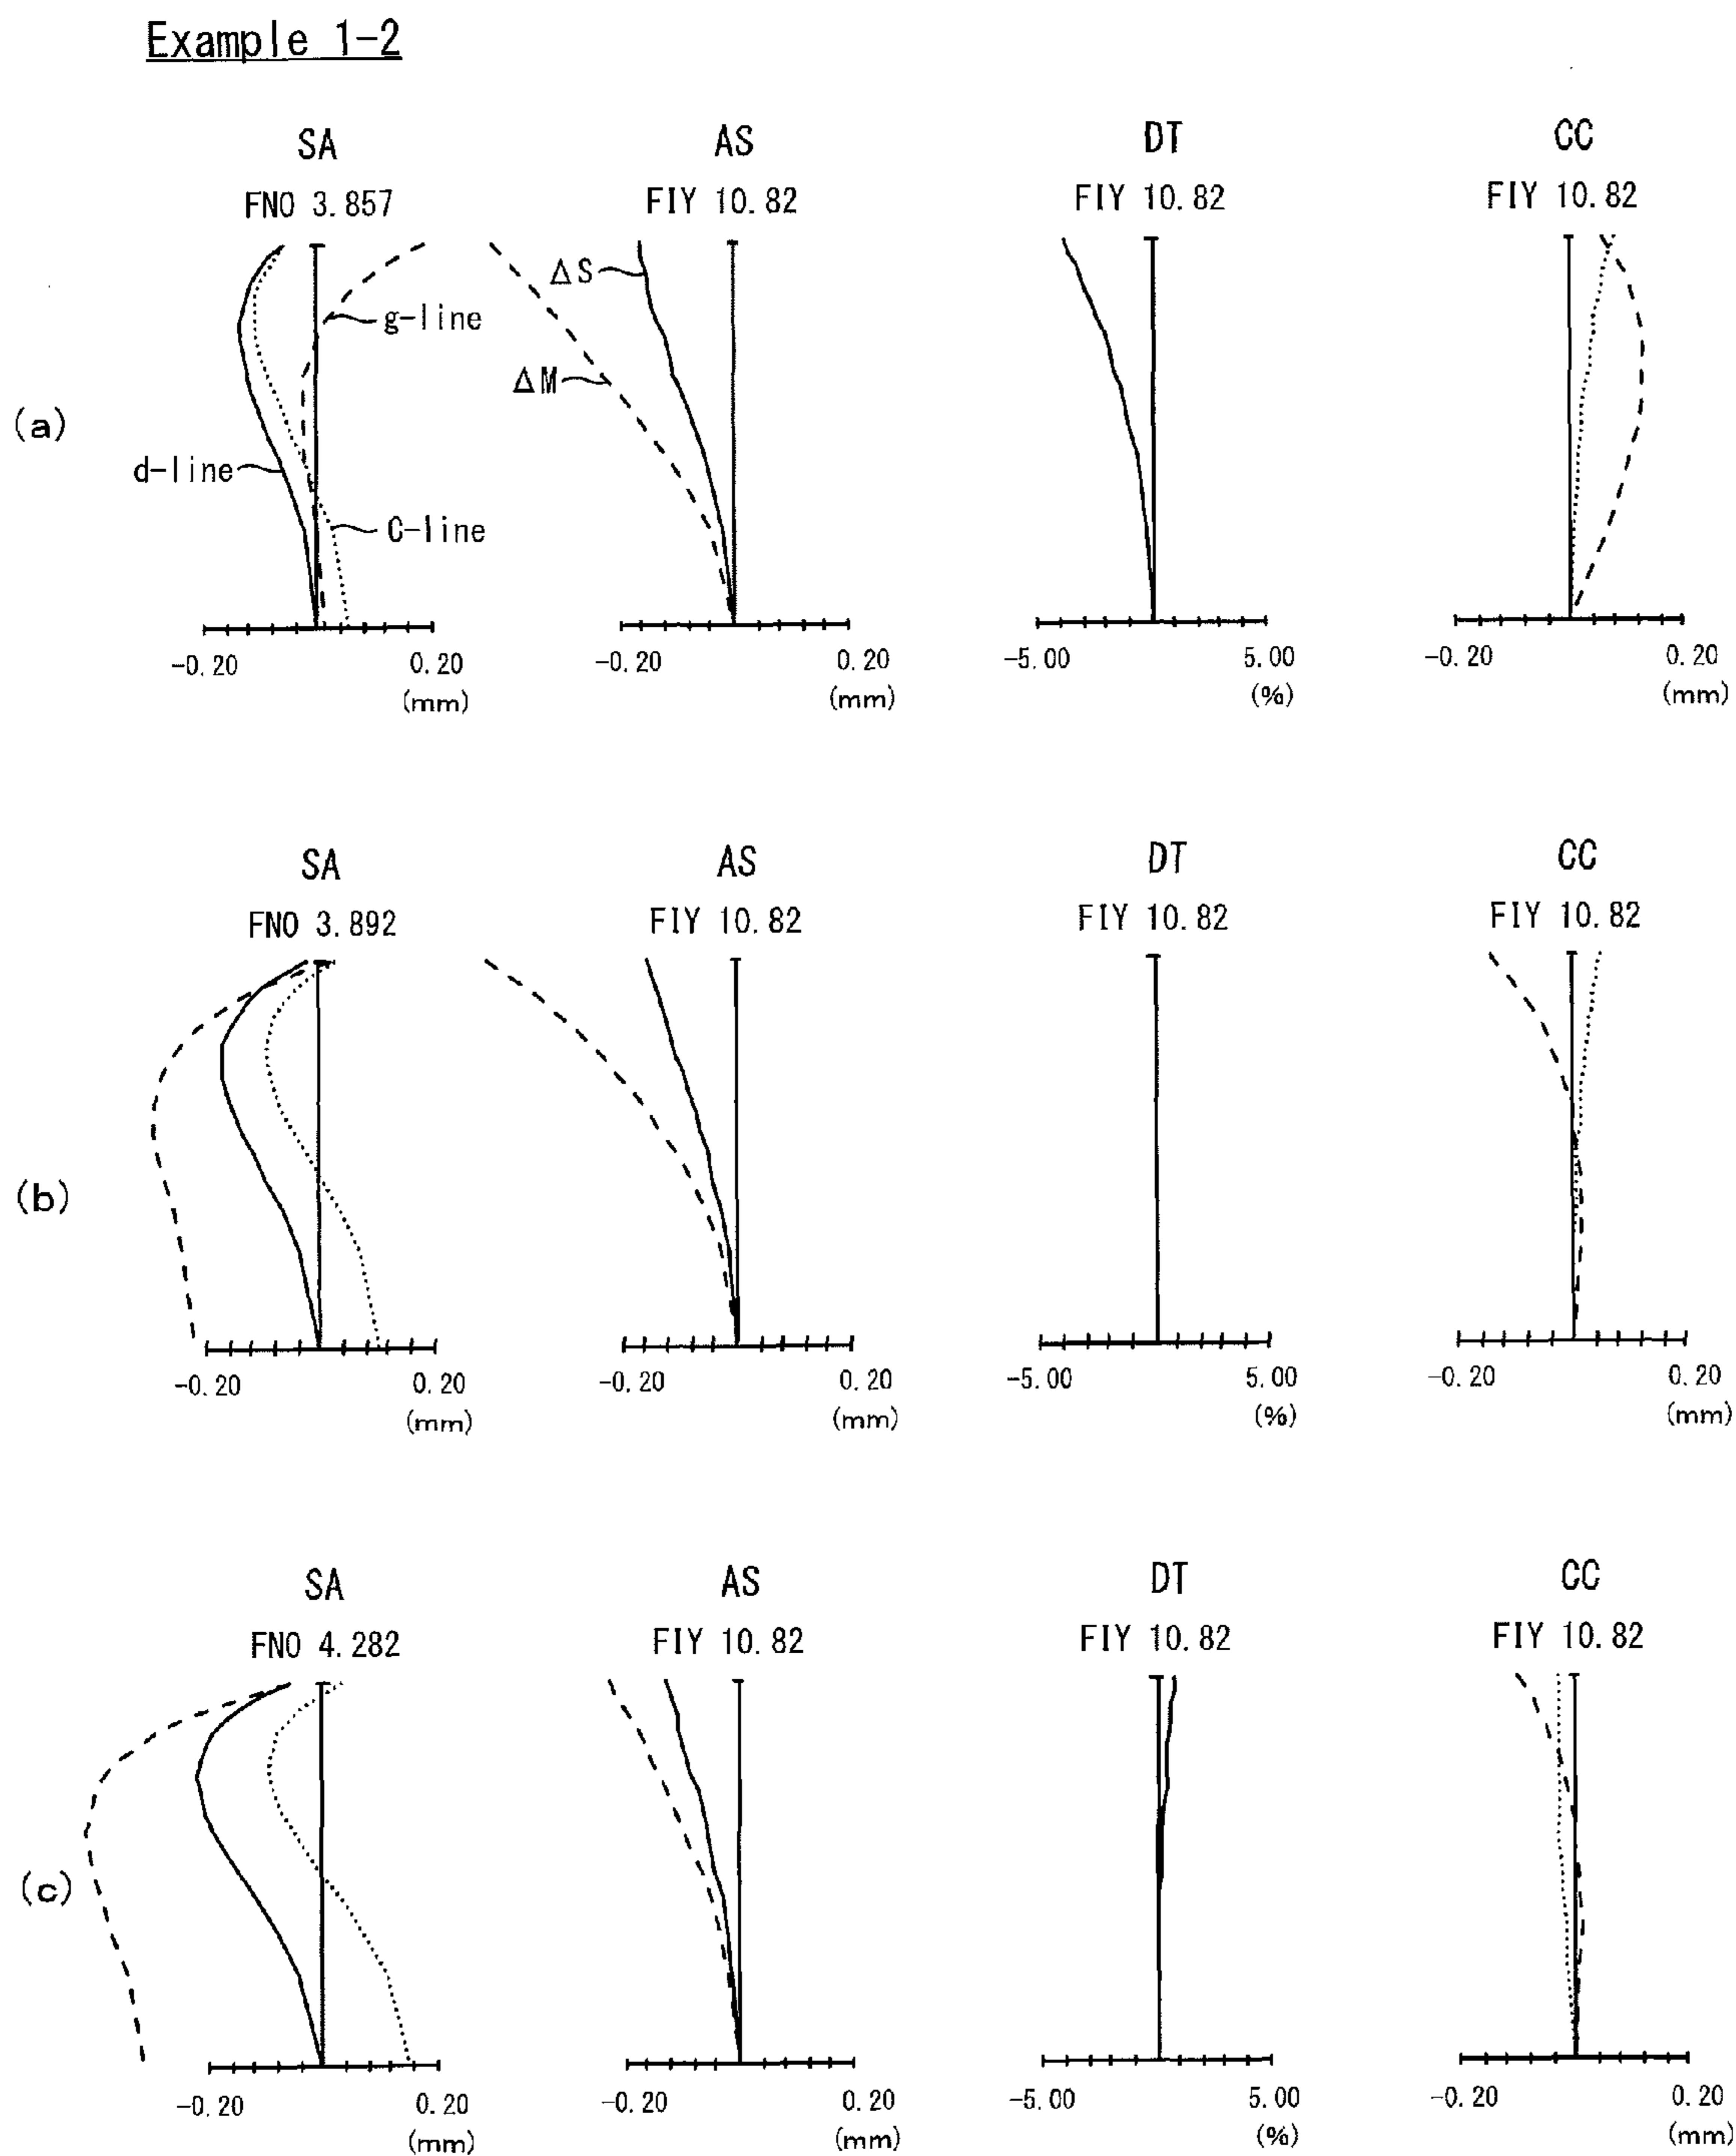 Example 1-2
SA AS DT CC
FNO 3.857 FIY 10.82 FIY 10.82 FIY 10.82
ΔS
g-line
ΔM
(a)
d-line
C-line
-0.20 0.20 -0.20 0.20 -5.00 5.00 -0.20 0.20
(mm) (mm) (%) (mm)
SA AS DT CC
FNO 3.892 FIY 10.82 FIY 10.82 FIY 10.82
(b)
-0.20 0.20 -0.20 0.20 -5.00 5.00 -0.20 0.20
(mm) (mm) (%) (mm)
SA AS DT CC
FNO 4.282 FIY 10.82 FIY 10.82 FIY 10.82
(c)
-0.20 0.20 -0.20 0.20 -5.00 5.00 -0.20 0.20
(mm) (mm) (%) (mm)